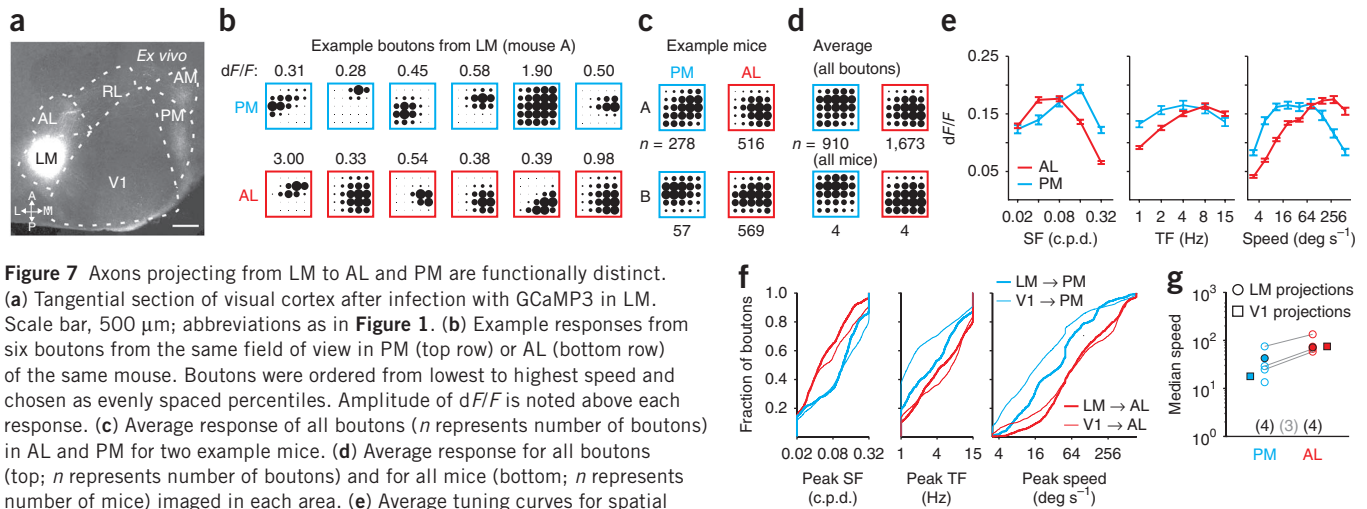 a
Ex vivo
AM
RL
PM
AL
LM
V1
A
L M
P
b
Example boutons from LM (mouse A)
dF/F: 0.31 0.28 0.45 0.58 1.90 0.50
PM
3.00 0.33 0.54 0.38 0.39 0.98
AL
c
Example mice
PM AL
A
n = 278 516
B
57 569
d
Average
(all boutons)
n = 910 1,673
(all mice)
4 4
e
0.25
0.15
0.05
dF/F
AL
PM
0.02 0.08 0.32
SF (c.p.d.)
1 2 4 8 15
TF (Hz)
4 16 64 256
Speed (deg s−1)
Figure 7 Axons projecting from LM to AL and PM are functionally distinct.
(a) Tangential section of visual cortex after infection with GCaMP3 in LM.
Scale bar, 500 μm; abbreviations as in Figure 1. (b) Example responses from
six boutons from the same field of view in PM (top row) or AL (bottom row)
of the same mouse. Boutons were ordered from lowest to highest speed and
chosen as evenly spaced percentiles. Amplitude of dF/F is noted above each
response. (c) Average response of all boutons (n represents number of boutons)
in AL and PM for two example mice. (d) Average response for all boutons
(top; n represents number of boutons) and for all mice (bottom; n represents
number of mice) imaged in each area. (e) Average tuning curves for spatial
f
1.0
0.8
0.6
0.4
0.2
Fraction of boutons
LM → PM
V1 → PM
LM → AL
V1 → AL
0.02 0.08 0.32
Peak SF
(c.p.d.)
1 4 15
Peak TF
(Hz)
4 16 64 256
Peak speed
(deg s−1)
g
103
102
101
100
Median speed
LM projections
V1 projections
(4) (3) (4)
PM AL